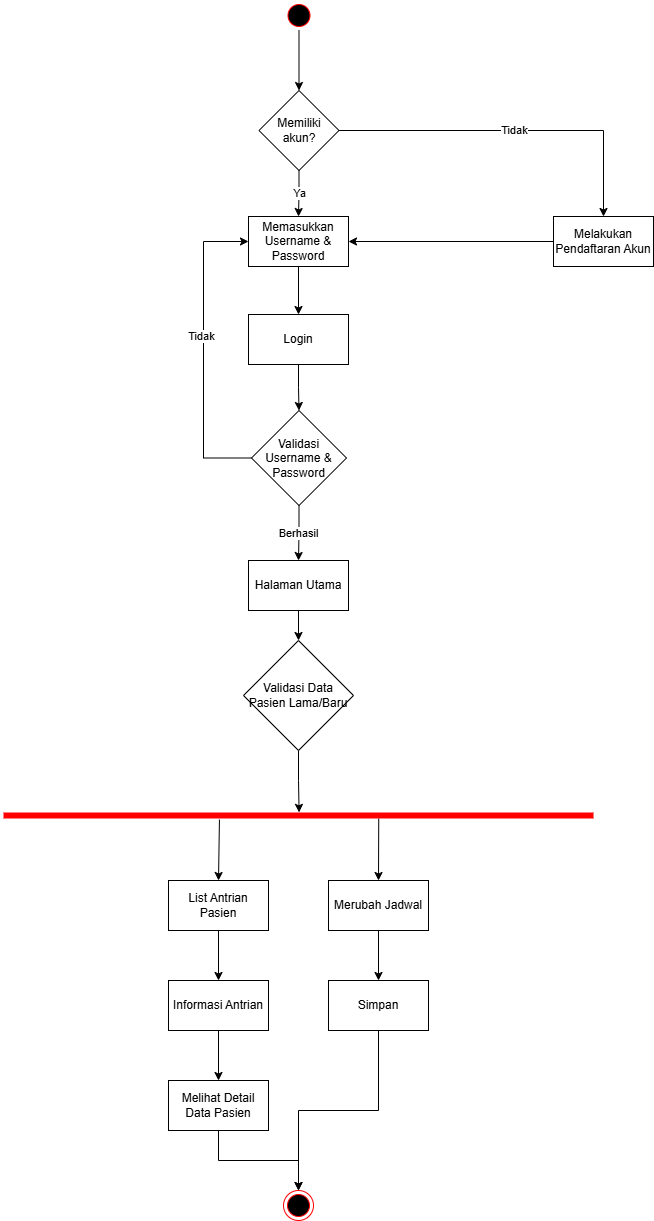 Memiliki
akun?
Tidak
Ya
Memasukkan
Username &
Password
Melakukan
Pendaftaran Akun
Tidak
Login
Validasi
Username &
Password
Berhasil
Halaman Utama
Validasi Data
Pasien Lama/Baru
List Antrian
Pasien
Merubah Jadwal
Informasi Antrian
Simpan
Melihat Detail
Data Pasien